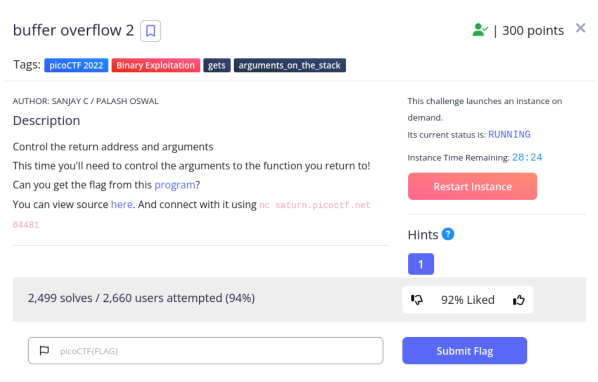 buffer overflow 2
| 300 points
Tags: picoCTF 2022 Binary Exploitation gets arguments_on_the_stack
AUTHOR: SANJAY C / PALASH OSWAL
Description
Control the return address and arguments
This time you'll need to control the arguments to the function you return to!
Can you get the flag from this program?
You can view source here. And connect with it using nc saturn.picoctf.net
64481
This challenge launches an instance on
demand.
Its current status is: RUNNING
Instance Time Remaining: 28:24
Restart Instance
Hints ?
1
2,499 solves / 2,660 users attempted (94%)
92% Liked
picoCTF{FLAG}
Submit Flag